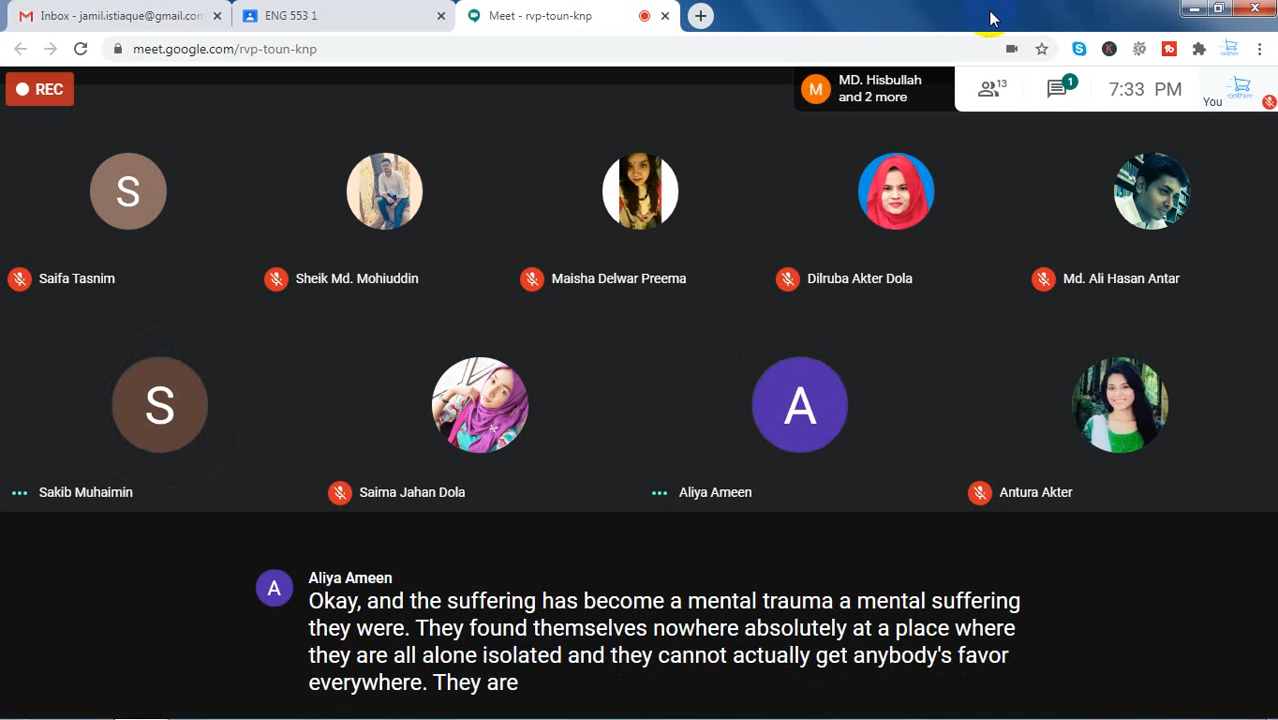 Inbox - jamil.istiaque@gmail.com
ENG 553 1
Meet - rvp-toun-knp
meet.google.com/rvp-toun-knp
REC
M
MD. Hisbullah
and 2 more
13
1
7:33 PM
You
S
Saifa Tasnim
Sheik Md. Mohiuddin
Maisha Delwar Preema
Dilruba Akter Dola
Md. Ali Hasan Antar
S
A
Sakib Muhaimin
Saima Jahan Dola
Aliya Ameen
Antura Akter
A
Aliya Ameen
Okay, and the suffering has become a mental trauma a mental suffering
they were. They found themselves nowhere absolutely at a place where
they are all alone isolated and they cannot actually get anybody's favor
everywhere. They are